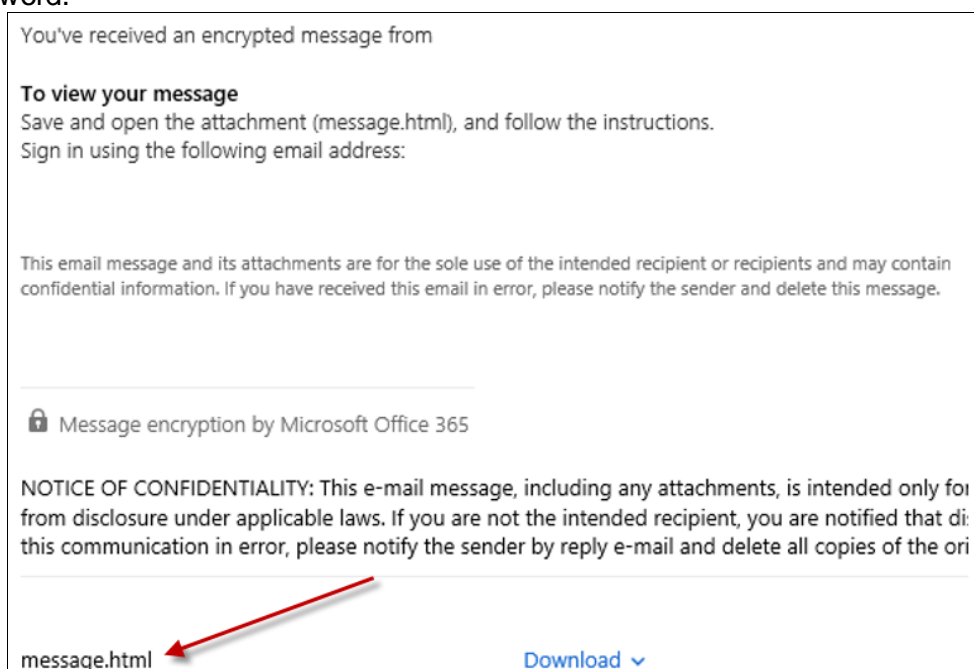 You've received an encrypted message from
To view your message
Save and open the attachment (message.html), and follow the instructions.
Sign in using the following email address:
This email message and its attachments are for the sole use of the intended recipient or recipients and may contain
confidential information. If you have received this email in error, please notify the sender and delete this message.
Message encryption by Microsoft Office 365
NOTICE OF CONFIDENTIALITY: This e-mail message, including any attachments, is intended only for
from disclosure under applicable laws. If you are not the intended recipient, you are notified that
this communication in error, please notify the sender by reply e-mail and delete all copies of the
message.html Download